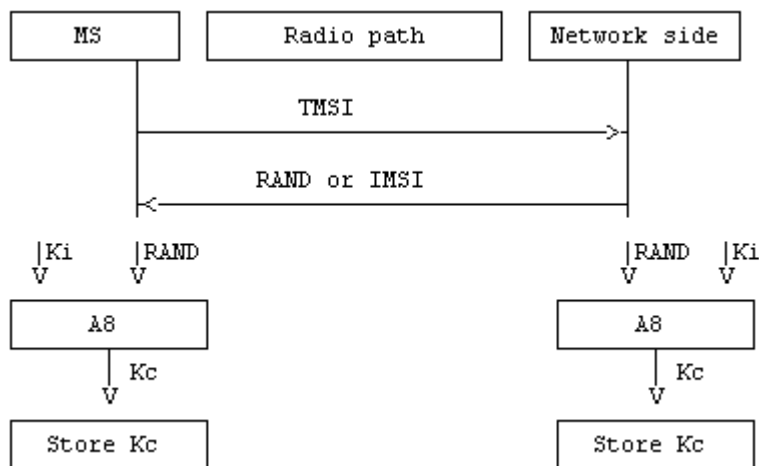 MS Radio path Network side
TMSI
RAND or IMSI
Ki RAND RAND Ki
A8 A8
Kc Kc
Store Kc Store Kc